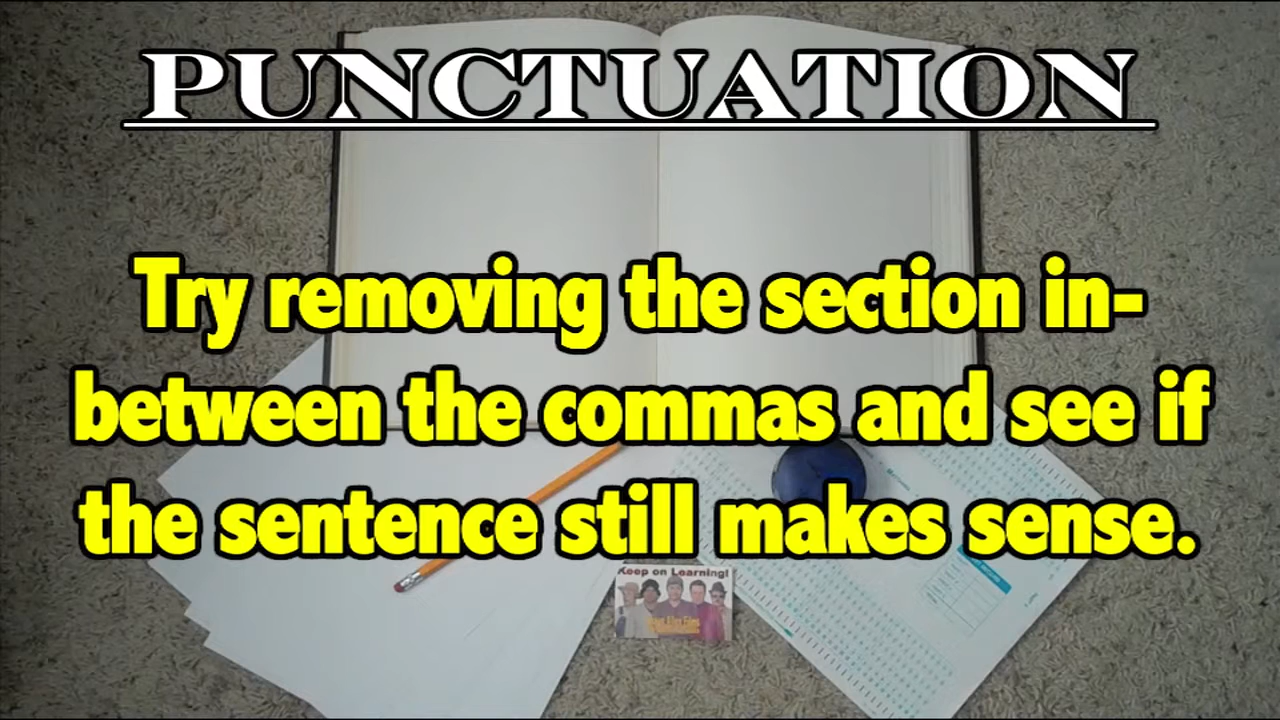 PUNCTUATION
Try removing the section in-
between the commas and see if
the sentence still makes sense.
Keep on Learning!